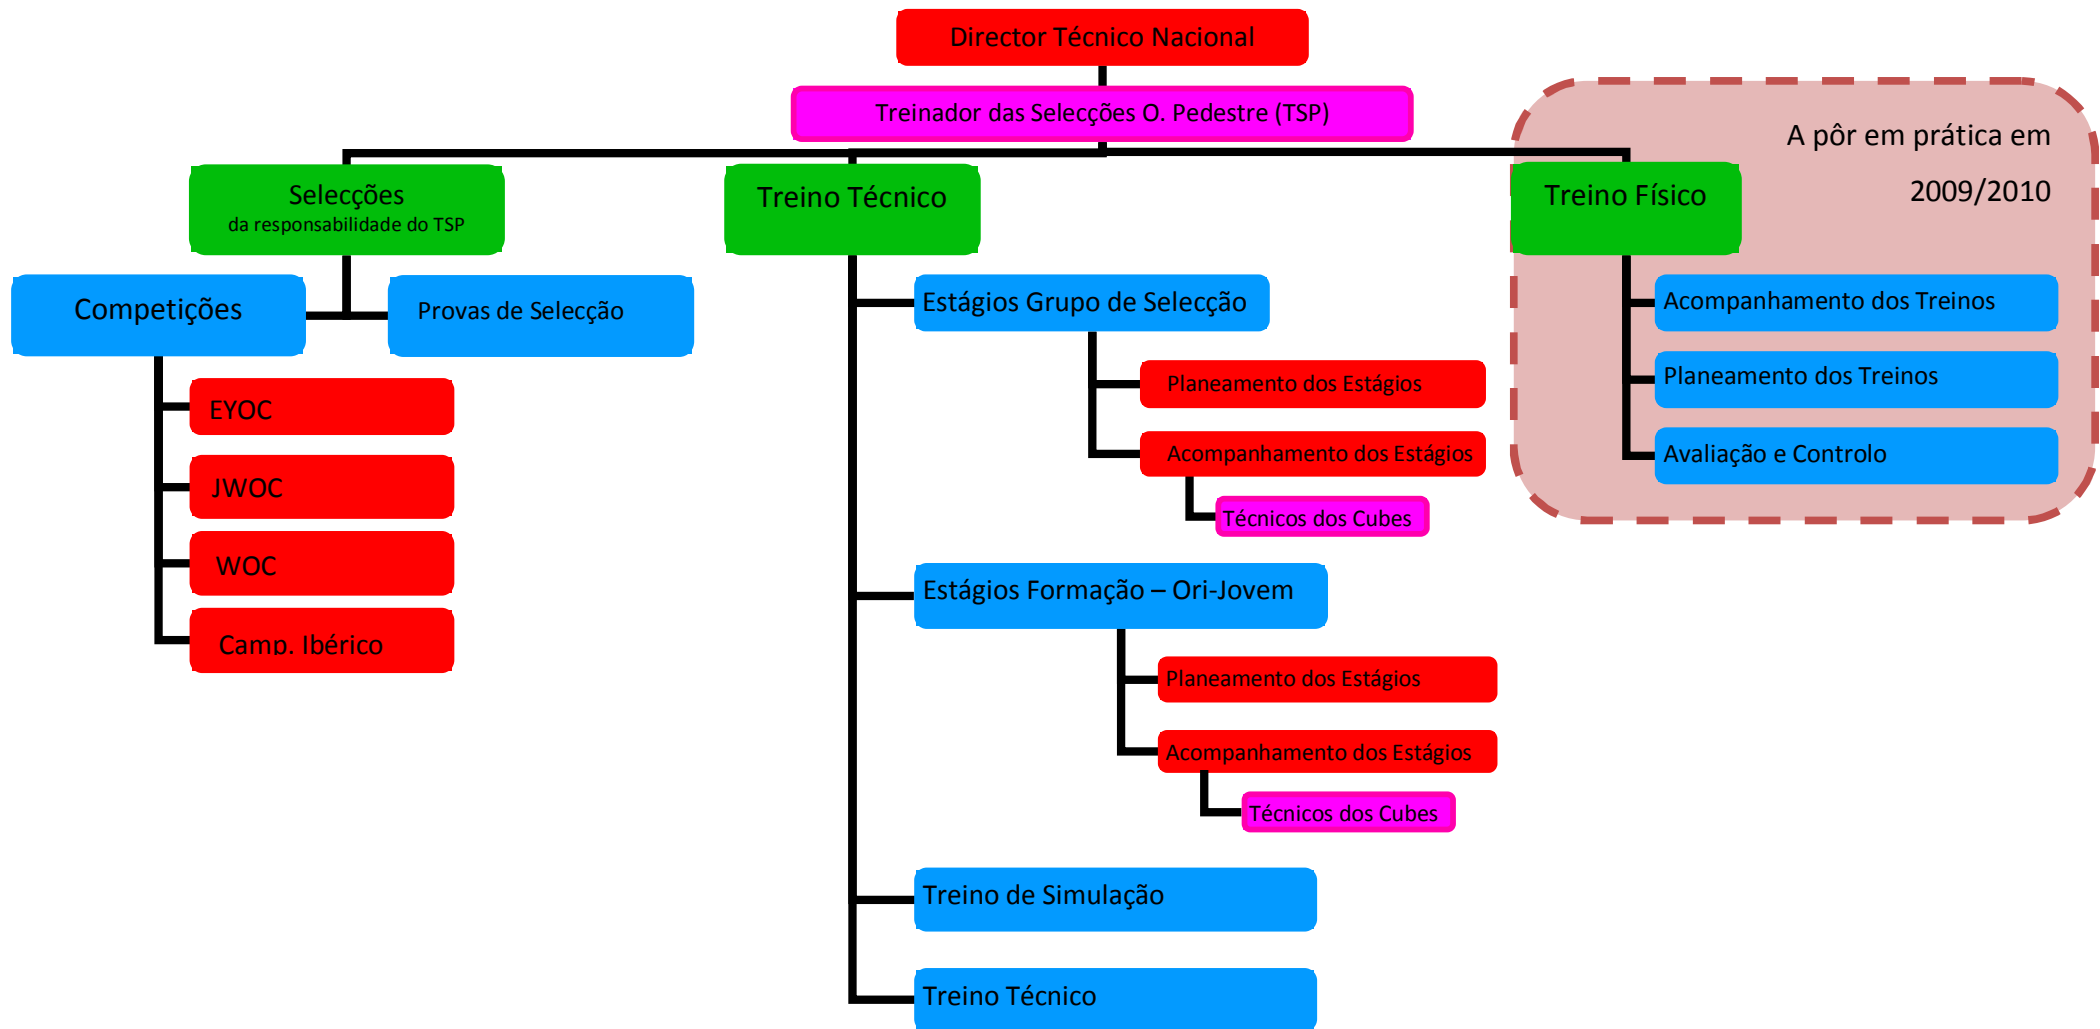 Director Técnico Nacional
Treinador das Selecções O. Pedestre (TSP)
A pôr em prática em
2009/2010
Selecções
da responsabilidade do TSP
Treino Técnico
Treino Físico
Competições
Provas de Selecção
EYOC
JWOC
WOC
Camp. Ibérico
Estágios Grupo de Selecção
Planeamento dos Estágios
Acompanhamento dos Estágios
Técnicos dos Cubes
Estágios Formação – Ori-Jovem
Planeamento dos Estágios
Acompanhamento dos Estágios
Técnicos dos Cubes
Treino de Simulação
Treino Técnico
Acompanhamento dos Treinos
Planeamento dos Treinos
Avaliação e Controlo